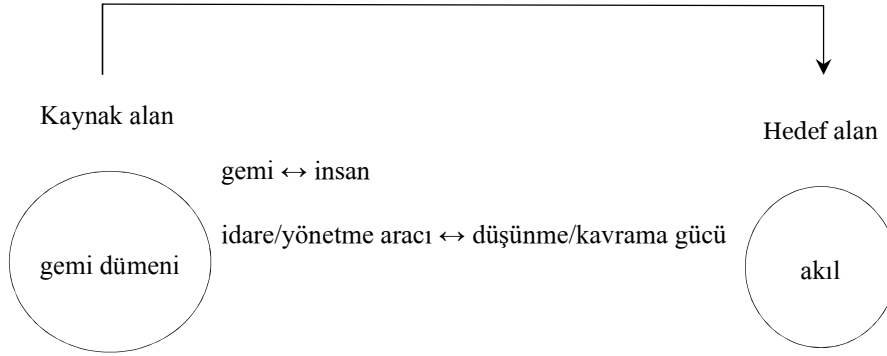 Kaynak alan
Hedef alan
gemi ↔ insan
idare/yönetme aracı ↔ düşünme/kavrama gücü
gemi dümeni
akıl